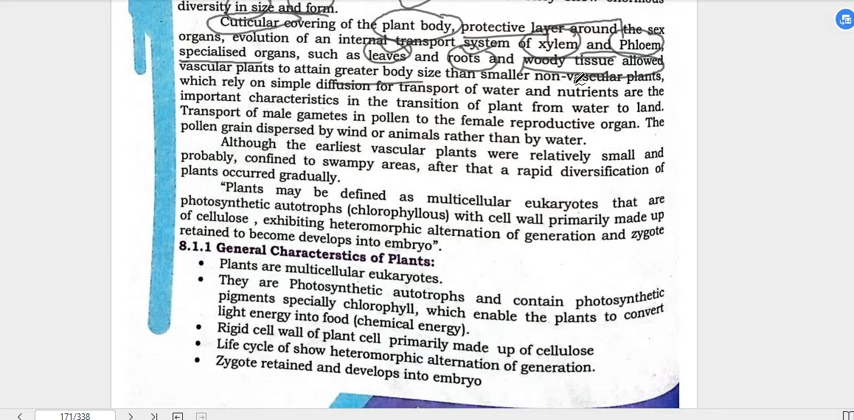 diversity in size and form.
Cuticular covering of the plant body, protective layer around the sex
organs, evolution of an internal transport system of xylem and Phloem,
specialised organs, such as leaves and roots and woody tissue allowed
vascular plants to attain greater body size than smaller non-vascular plants,
which rely on simple diffusion for transport of water and nutrients are the
important characteristics in the transition of plant from water to land.
Transport of male gametes in pollen to the female reproductive organ. The
pollen grain dispersed by wind or animals rather than by water.
Although the earliest vascular plants were relatively small and
probably, confined to swampy areas, after that a rapid diversification of
plants occurred gradually.
"Plants may be defined as multicellular eukaryotes that are
photosynthetic autotrophs (chlorophyllous) with cell wall primarily made up
of cellulose , exhibiting heteromorphic alternation of generation and zygote
retained to become develops into embryo".
8.1.1 General Characterstics of Plants:
• Plants are multicellular eukaryotes.
• They are Photosynthetic autotrophs and contain photosynthetic
pigments specially chlorophyll, which enable the plants to convert
light energy into food (chemical energy).
• Rigid cell wall of plant cell primarily made up of cellulose
• Life cycle of show heteromorphic alternation of generation.
• Zygote retained and develops into embryo
171/338